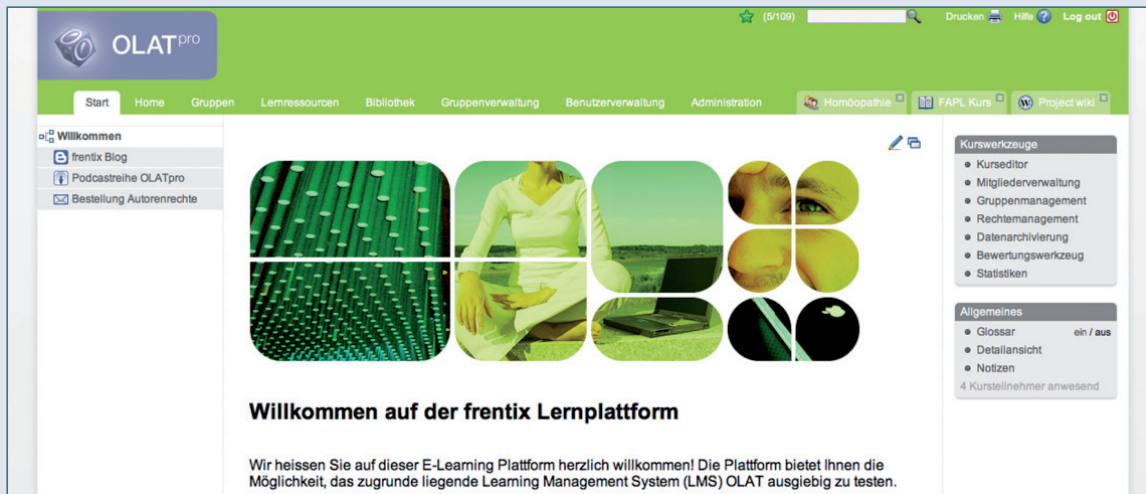 (5/109)
Drucken Hilfe ? Log out
OLATpro
Start Home Gruppen Lernressourcen Bibliothek Gruppenverwaltung Benutzerverwaltung Administration Homöopathie FAPL Kurs W Project wiki
Willkommen
frentix Blog
Podcastreihe OLATpro
Bestellung Autorenrechte
Kurswerkzeuge
Kurseditor
Mitgliederverwaltung
Gruppenmanagement
Rechtemanagement
Datenarchivierung
Bewertungswerkzeug
Statistiken
Allgemeines
Glossar ein / aus
Detailansicht
Notizen
4 Kursteilnehmer anwesend
Willkommen auf der frentix Lernplattform
Wir heissen Sie auf dieser E-Learning Plattform herzlich willkommen! Die Plattform bietet Ihnen die
Möglichkeit, das zugrunde liegende Learning Management System (LMS) OLAT ausgiebig zu testen.